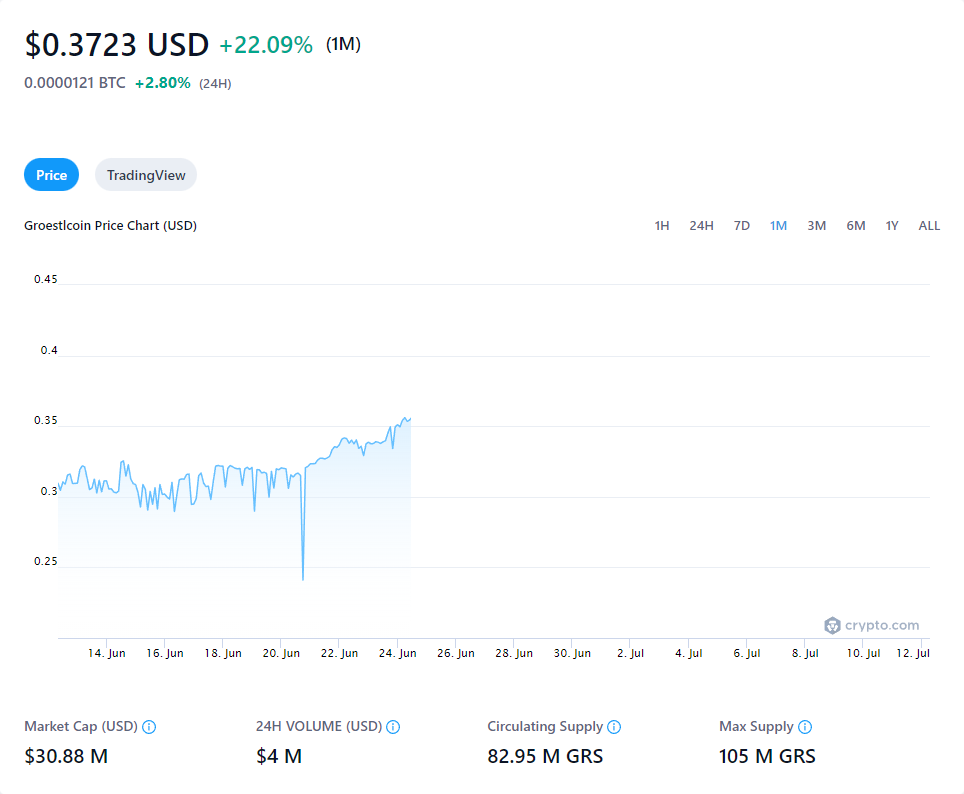 $0.3723 USD +22.09% (1M)
0.0000121 BTC +2.80% (24H)
Price TradingView
Groestlcoin Price Chart (USD) 1H 24H 7D 1M 3M 6M 1Y ALL
0.45
0.4
0.35
0.3
0.25
crypto.com
14. Jun 16. Jun 18. Jun 20. Jun 22. Jun 24. Jun 26. Jun 28. Jun 30. Jun 2. Jul 4. Jul 6. Jul 8. Jul 10. Jul 12. Jul
Market Cap (USD) 24H VOLUME (USD) Circulating Supply Max Supply
$30.88 M $4 M 82.95 M GRS 105 M GRS